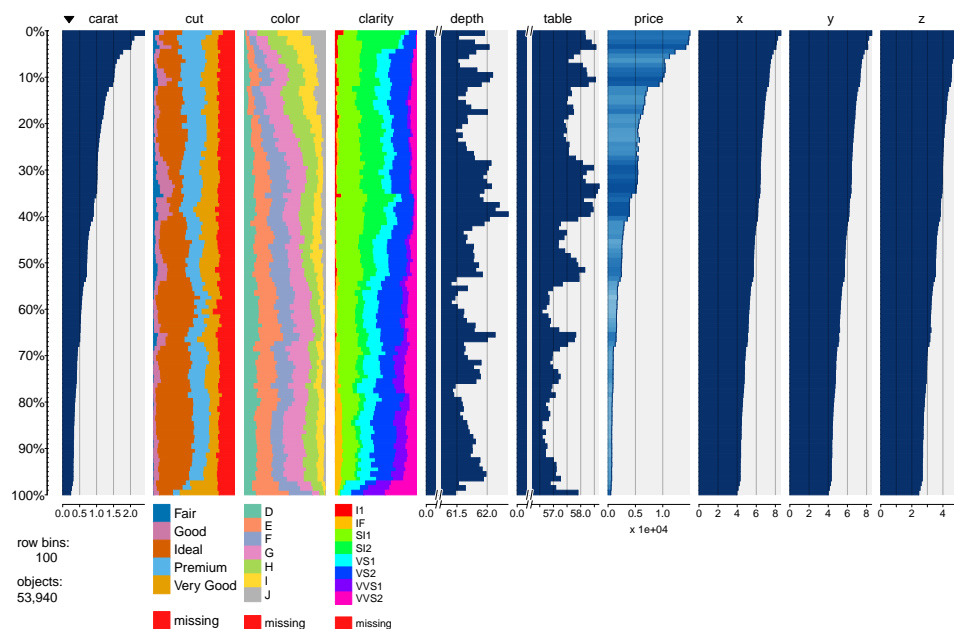 carat cut color clarity depth table price x y z
0%
10%
20%
30%
40%
50%
60%
70%
80%
90%
100%
0.0 0.5 1.0 1.5 2.0
0.0 61.5 62.0
0.0 57.0 58.0
0.0 0.5 1.0
x 1e+04
0 2 4 6 8
0 2 4 6 8
0 2 4
row bins:
100
objects:
53,940
Fair
Good
Ideal
Premium
Very Good
missing
D
E
F
G
H
I
J
missing
I1
IF
SI1
SI2
VS1
VS2
VVS1
VVS2
missing